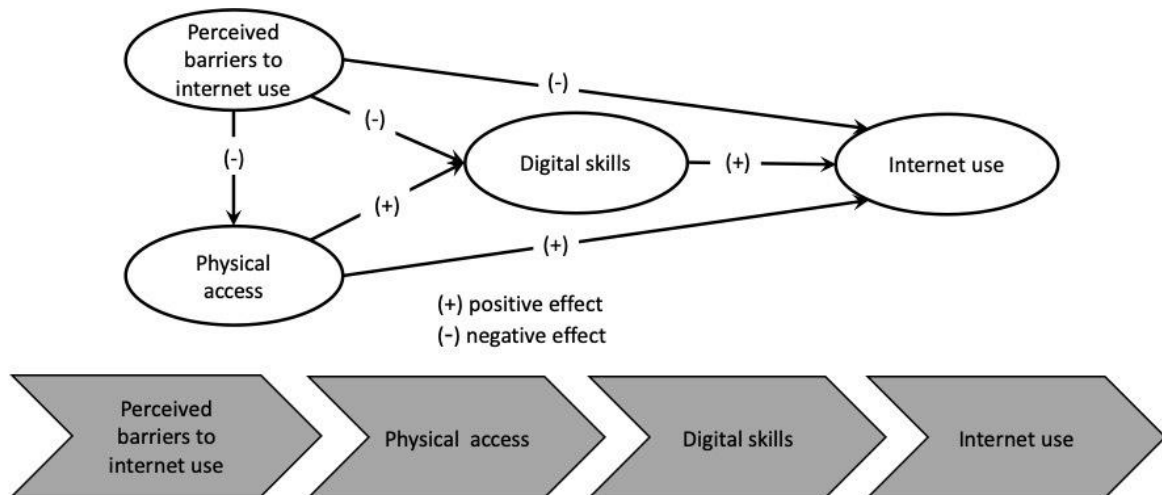 Perceived
barriers to
internet use
(-)
(-)
(-)
Digital skills
(+)
Internet use
(+)
(+)
Physical
access
(+) positive effect
(-) negative effect
Perceived
barriers to
internet use
Physical access
Digital skills
Internet use